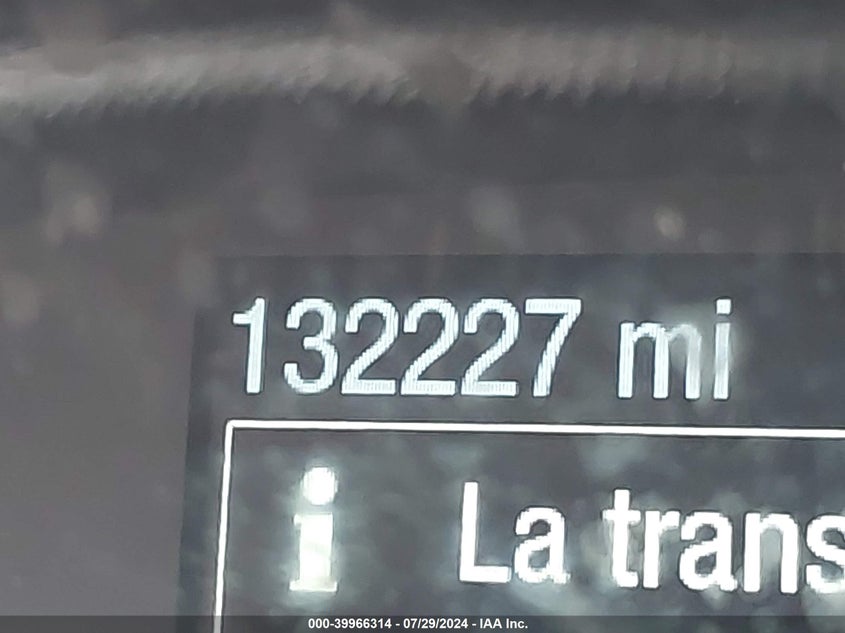 132227 mi
i La trans
000-39966314 - 07/29/2024 - IAA Inc.